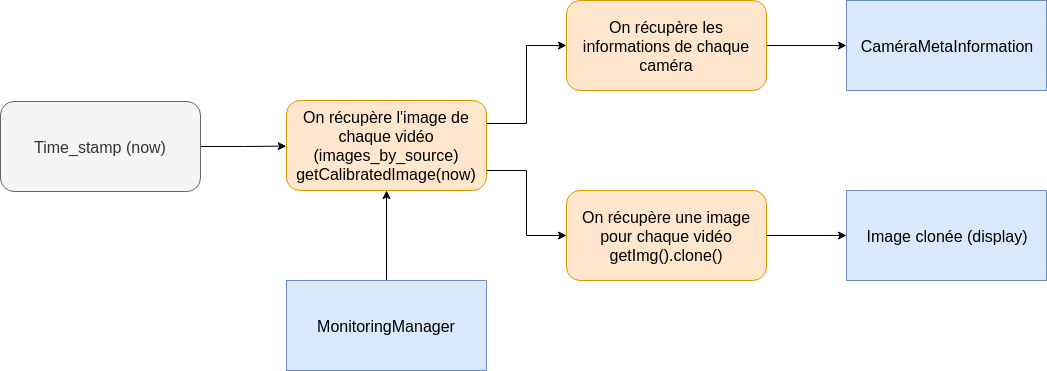 Time_stamp (now)
On récupère l'image de
chaque vidéo
(images_by_source)
getCalibratedImage(now)
MonitoringManager
On récupère les
informations de chaque
caméra
CaméraMetaInformation
On récupère une image
pour chaque vidéo
getImg().clone()
Image clonée (display)